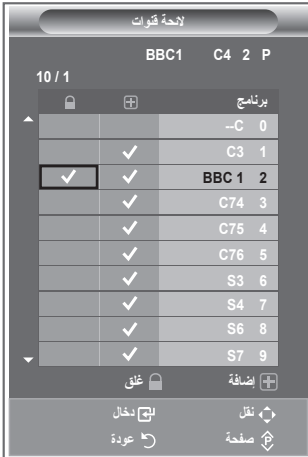 لائحة قنوات
P 2 C4 BBC1
10 / 1
برنامج
0 C--
1 C3
2 BBC 1
3 C74
4 C75
5 C76
6 S3
7 S4
8 S6
9 S7
إضافة غلق
نقل دخال
صفحة عودة